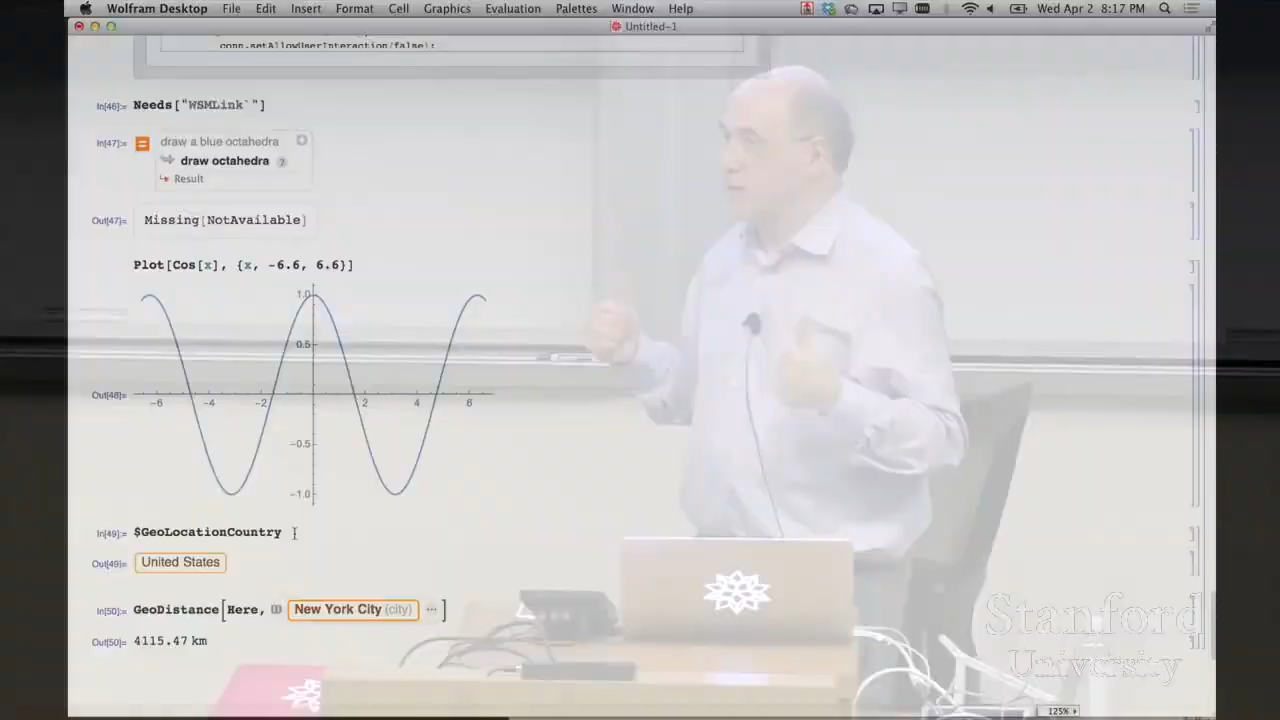 Wolfram Desktop File Edit Insert Format Cell Graphics Evaluation Palettes Window Help Wed Apr 2 8:17 PM
Untitled-1
conn.setAllowUserInteraction(false);
In[46]:= Needs["WSMLink`"]
In[47]:= draw a blue octahedra
draw octahedra ?
Result
Out[47]= Missing[NotAvailable]
Plot[Cos[x], {x, -6.6, 6.6}]
1.0
0.5
Out[48]= -6 -4 -2 2 4 6
-0.5
-1.0
In[49]:= $GeoLocationCountry
Out[49]= United States
In[50]:= GeoDistance[Here, New York City (city) ...]
Out[50]= 4115.47 km
Stanford
University
125%